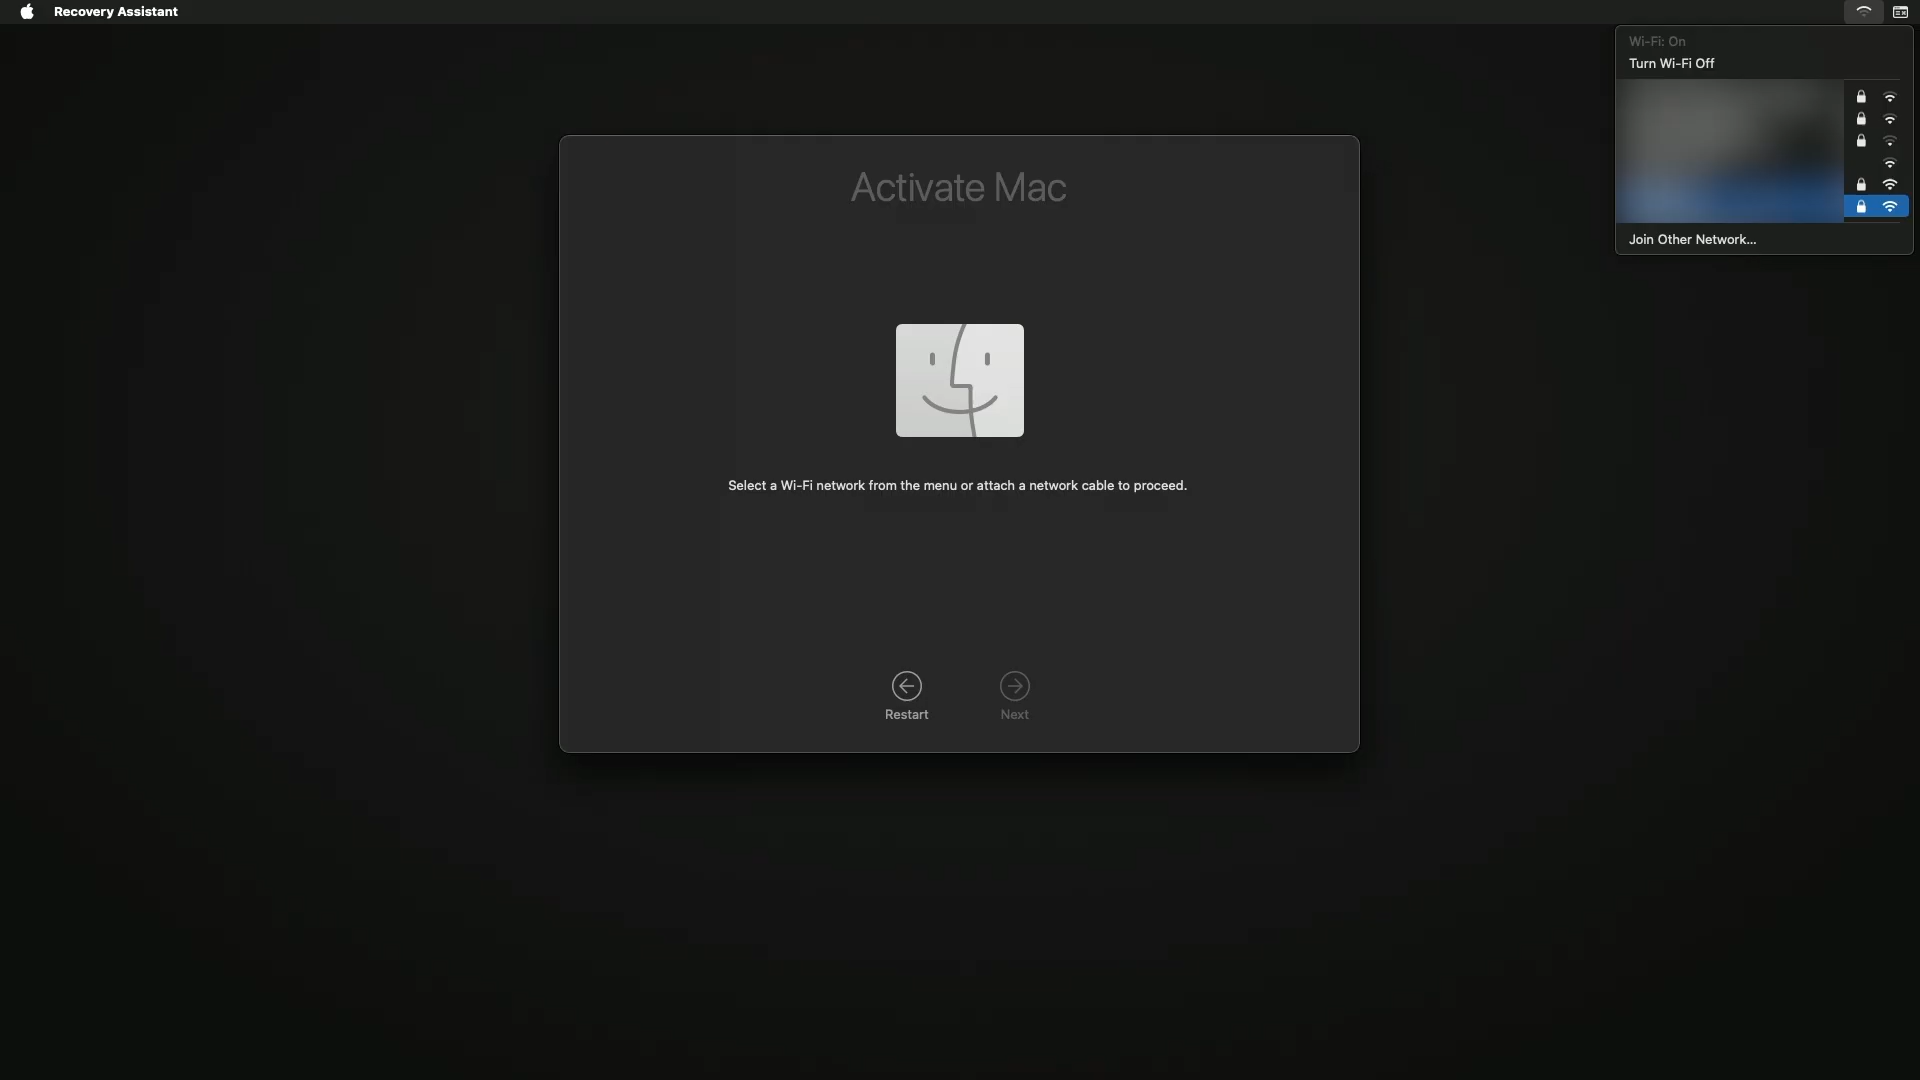 Recovery Assistant
Wi-Fi: On
Turn Wi-Fi Off
Join Other Network...
Activate Mac
Select a Wi-Fi network from the menu or attach a network cable to proceed.
Restart
Next